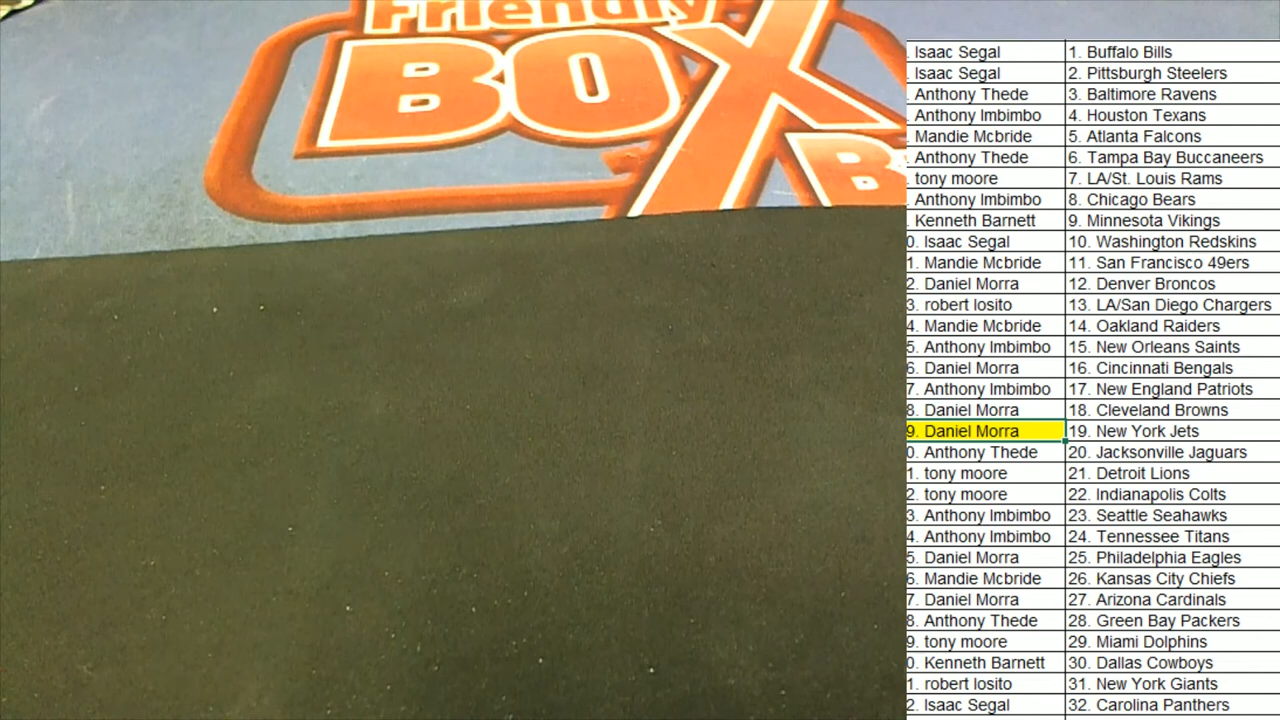 Friendly
BOX
B
. Isaac Segal 1. Buffalo Bills
. Isaac Segal 2. Pittsburgh Steelers
. Anthony Thede 3. Baltimore Ravens
. Anthony Imbimbo 4. Houston Texans
Mandie Mcbride 5. Atlanta Falcons
. Anthony Thede 6. Tampa Bay Buccaneers
. tony moore 7. LA/St. Louis Rams
. Anthony Imbimbo 8. Chicago Bears
. Kenneth Barnett 9. Minnesota Vikings
0. Isaac Segal 10. Washington Redskins
1. Mandie Mcbride 11. San Francisco 49ers
2. Daniel Morra 12. Denver Broncos
3. robert losito 13. LA/San Diego Chargers
4. Mandie Mcbride 14. Oakland Raiders
5. Anthony Imbimbo 15. New Orleans Saints
6. Daniel Morra 16. Cincinnati Bengals
7. Anthony Imbimbo 17. New England Patriots
8. Daniel Morra 18. Cleveland Browns
9. Daniel Morra 19. New York Jets
0. Anthony Thede 20. Jacksonville Jaguars
1. tony moore 21. Detroit Lions
2. tony moore 22. Indianapolis Colts
3. Anthony Imbimbo 23. Seattle Seahawks
4. Anthony Imbimbo 24. Tennessee Titans
5. Daniel Morra 25. Philadelphia Eagles
6. Mandie Mcbride 26. Kansas City Chiefs
7. Daniel Morra 27. Arizona Cardinals
8. Anthony Thede 28. Green Bay Packers
9. tony moore 29. Miami Dolphins
0. Kenneth Barnett 30. Dallas Cowboys
1. robert losito 31. New York Giants
2. Isaac Segal 32. Carolina Panthers